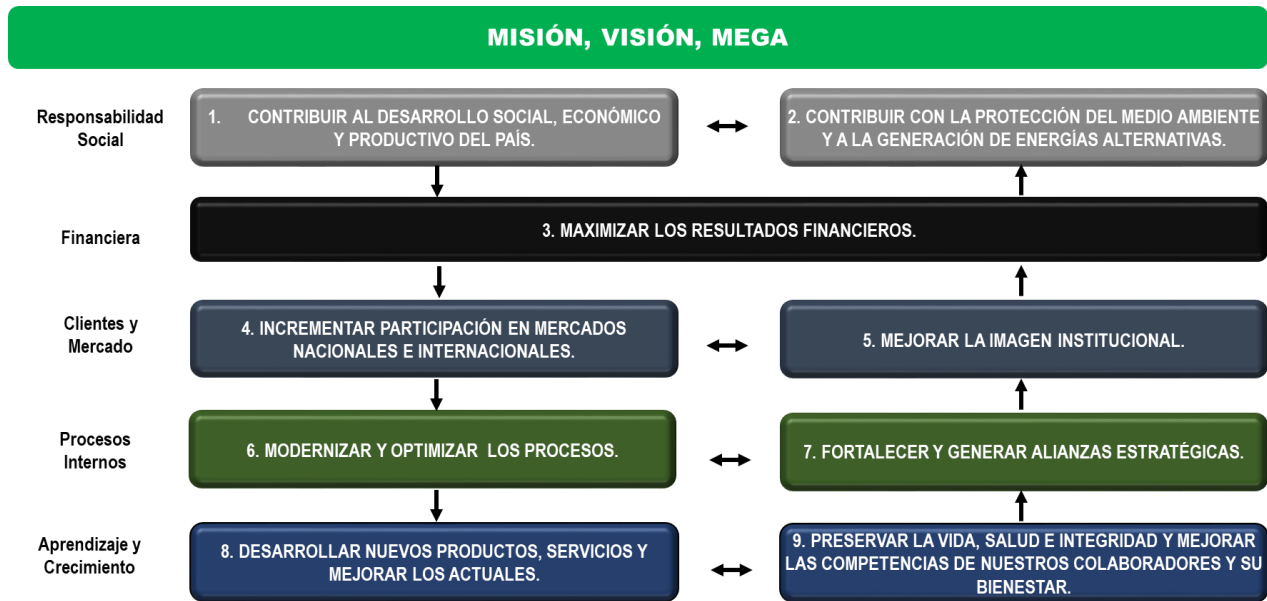 MISIÓN, VISIÓN, MEGA
Responsabilidad
Social
1. CONTRIBUIR AL DESARROLLO SOCIAL, ECONÓMICO
Y PRODUCTIVO DEL PAÍS.
2. CONTRIBUIR CON LA PROTECCIÓN DEL MEDIO AMBIENTE
Y A LA GENERACIÓN DE ENERGÍAS ALTERNATIVAS.
Financiera
3. MAXIMIZAR LOS RESULTADOS FINANCIEROS.
Clientes y
Mercado
4. INCREMENTAR PARTICIPACIÓN EN MERCADOS
NACIONALES E INTERNACIONALES.
5. MEJORAR LA IMAGEN INSTITUCIONAL.
Procesos
Internos
6. MODERNIZAR Y OPTIMIZAR LOS PROCESOS.
7. FORTALECER Y GENERAR ALIANZAS ESTRATÉGICAS.
Aprendizaje y
Crecimiento
8. DESARROLLAR NUEVOS PRODUCTOS, SERVICIOS Y
MEJORAR LOS ACTUALES.
9. PRESERVAR LA VIDA, SALUD E INTEGRIDAD Y MEJORAR
LAS COMPETENCIAS DE NUESTROS COLABORADORES Y SU
BIENESTAR.